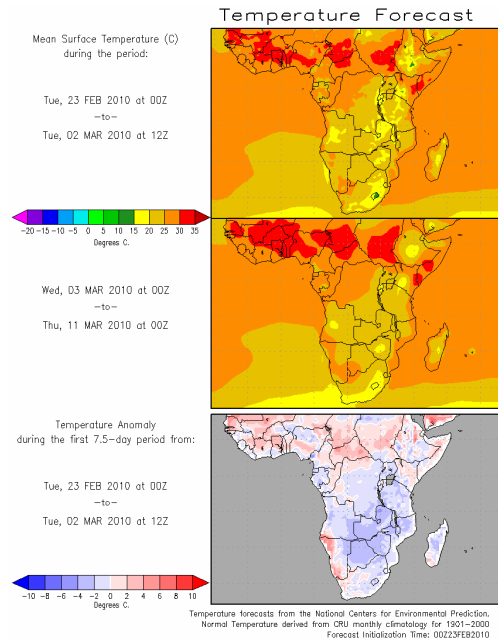 Temperature Forecast
Mean Surface Temperature (C)
during the period:
Tue, 23 FEB 2010 at 00Z
-to-
Tue, 02 MAR 2010 at 12Z
-20 -15 -10 -5 0 5 10 15 20 25 30 35
Degrees C.
Wed, 03 MAR 2010 at 00Z
-to-
Thu, 11 MAR 2010 at 00Z
Temperature Anomaly
during the first 7.5-day period from:
Tue, 23 FEB 2010 at 00Z
-to-
Tue, 02 MAR 2010 at 12Z
-10 -8 -6 -4 -2 0 2 4 6 8 10
Degrees C.
Temperature forecasts from the National Centers for Environmental Prediction.
Normal Temperature derived from CRU monthly climatology for 1901-2000
Forecast Initialization Time: 00Z23FEB2010